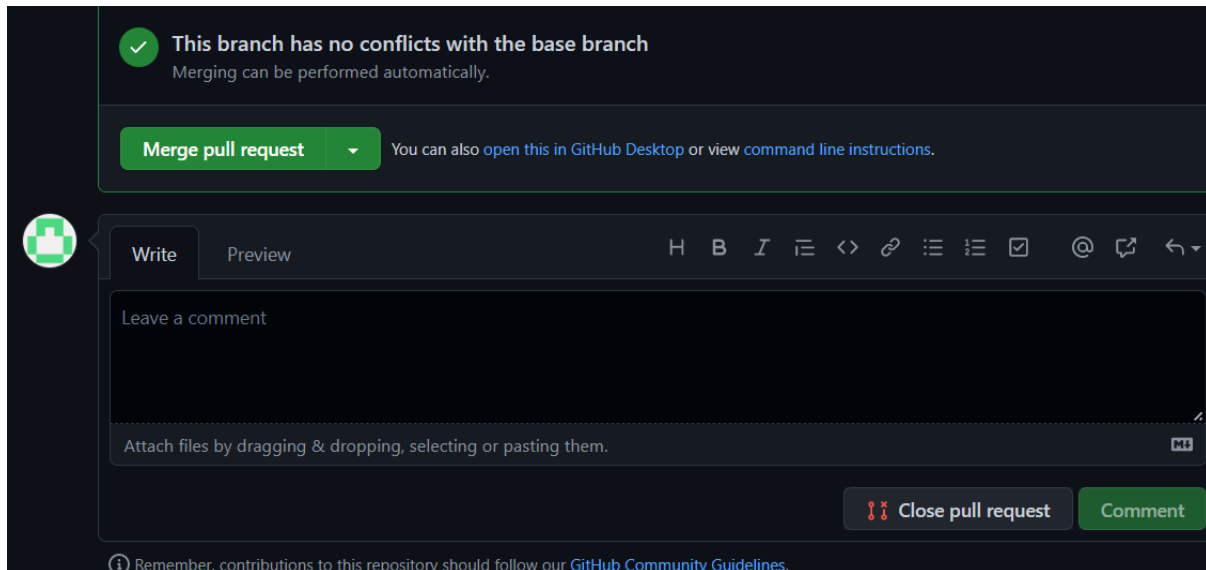 This branch has no conflicts with the base branch
Merging can be performed automatically.
Merge pull request
You can also open this in GitHub Desktop or view command line instructions.
Write
Preview
H B I
@
Leave a comment
Attach files by dragging & dropping, selecting or pasting them.
M
Close pull request
Comment
Remember, contributions to this repository should follow our GitHub Community Guidelines.